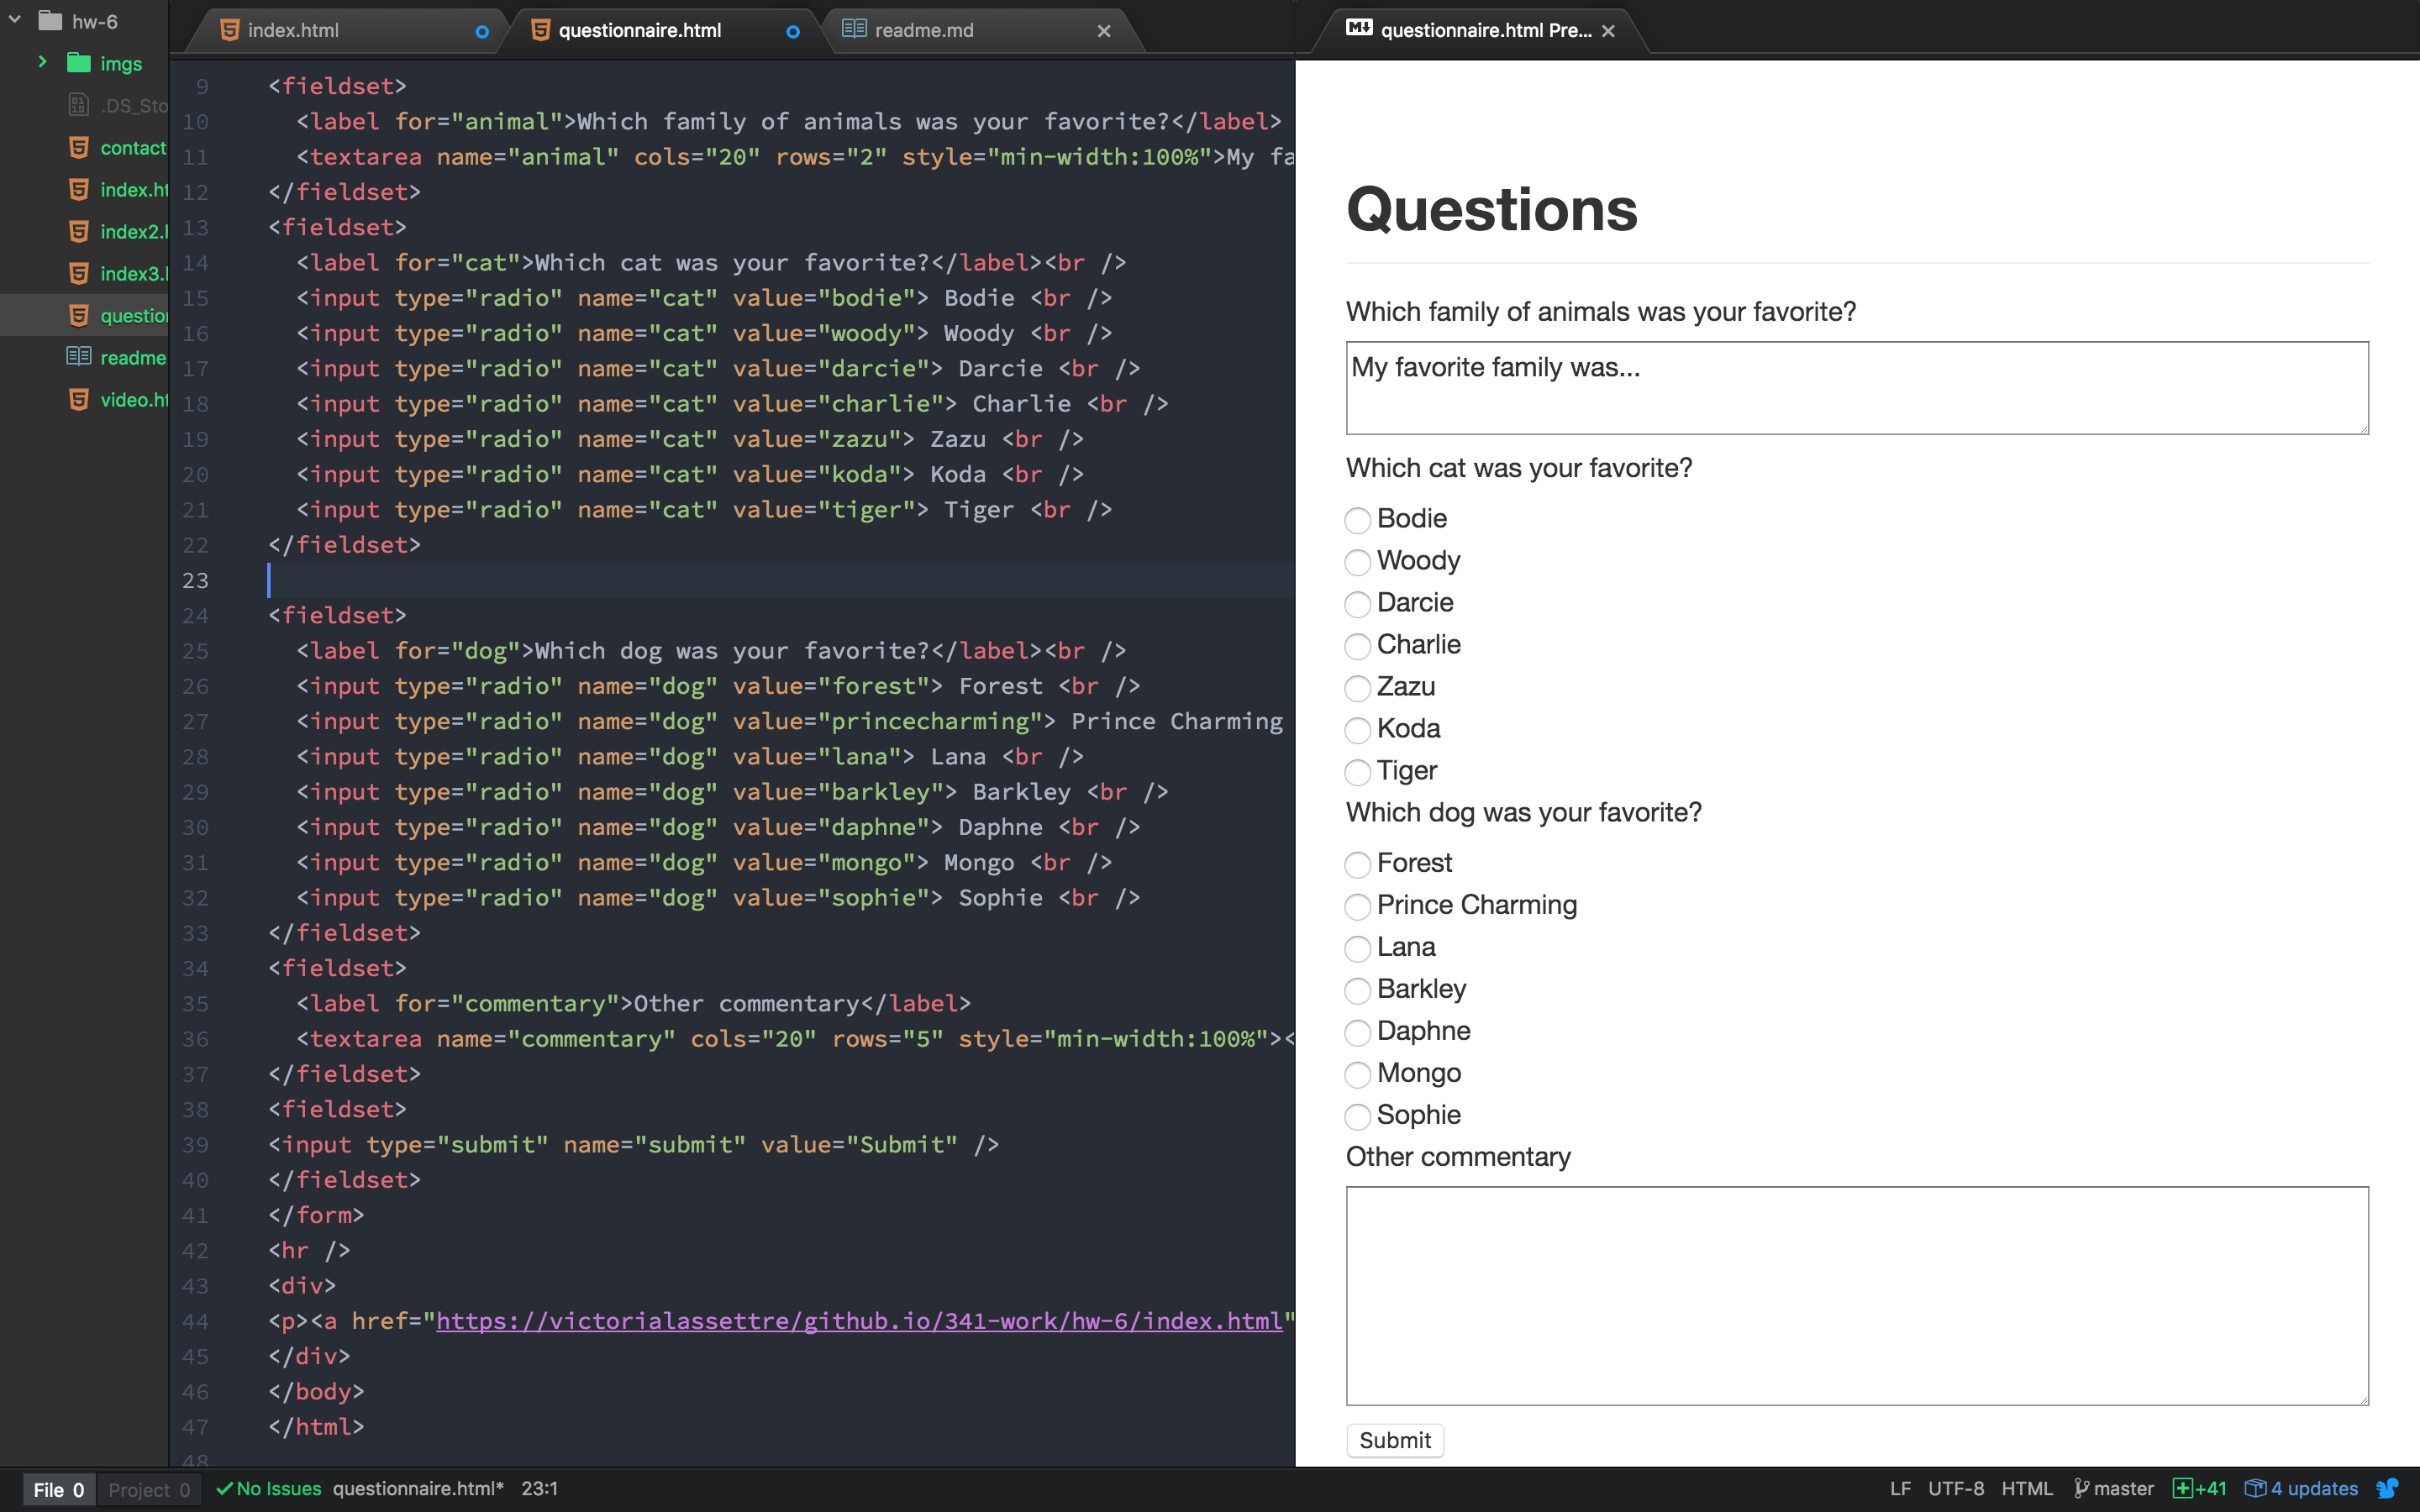 hw-6
imgs
.DS_Sto
contact
index.ht
index2.l
index3.l
question
readme
video.ht
index.html
questionnaire.html
readme.md
questionnaire.html Pre...
9 <fieldset>
10 <label for="animal">Which family of animals was your favorite?</label>
11 <textarea name="animal" cols="20" rows="2" style="min-width:100%">My fa
12 </fieldset>
13 <fieldset>
14 <label for="cat">Which cat was your favorite?</label><br />
15 <input type="radio" name="cat" value="bodie"> Bodie <br />
16 <input type="radio" name="cat" value="woody"> Woody <br />
17 <input type="radio" name="cat" value="darcie"> Darcie <br />
18 <input type="radio" name="cat" value="charlie"> Charlie <br />
19 <input type="radio" name="cat" value="zazu"> Zazu <br />
20 <input type="radio" name="cat" value="koda"> Koda <br />
21 <input type="radio" name="cat" value="tiger"> Tiger <br />
22 </fieldset>
23
24 <fieldset>
25 <label for="dog">Which dog was your favorite?</label><br />
26 <input type="radio" name="dog" value="forest"> Forest <br />
27 <input type="radio" name="dog" value="princecharming"> Prince Charming
28 <input type="radio" name="dog" value="lana"> Lana <br />
29 <input type="radio" name="dog" value="barkley"> Barkley <br />
30 <input type="radio" name="dog" value="daphne"> Daphne <br />
31 <input type="radio" name="dog" value="mongo"> Mongo <br />
32 <input type="radio" name="dog" value="sophie"> Sophie <br />
33 </fieldset>
34 <fieldset>
35 <label for="commentary">Other commentary</label>
36 <textarea name="commentary" cols="20" rows="5" style="min-width:100%"><
37 </fieldset>
38 <fieldset>
39 <input type="submit" name="submit" value="Submit" />
40 </fieldset>
41 </form>
42 <hr />
43 <div>
44 <p><a href="https://victorialassettre/github.io/341-work/hw-6/index.html"
45 </div>
46 </body>
47 </html>
48
Questions
Which family of animals was your favorite?
My favorite family was...
Which cat was your favorite?
Bodie
Woody
Darcie
Charlie
Zazu
Koda
Tiger
Which dog was your favorite?
Forest
Prince Charming
Lana
Barkley
Daphne
Mongo
Sophie
Other commentary
Submit
File 0 Project 0 No Issues questionnaire.html* 23:1 LF UTF-8 HTML master +41 4 updates